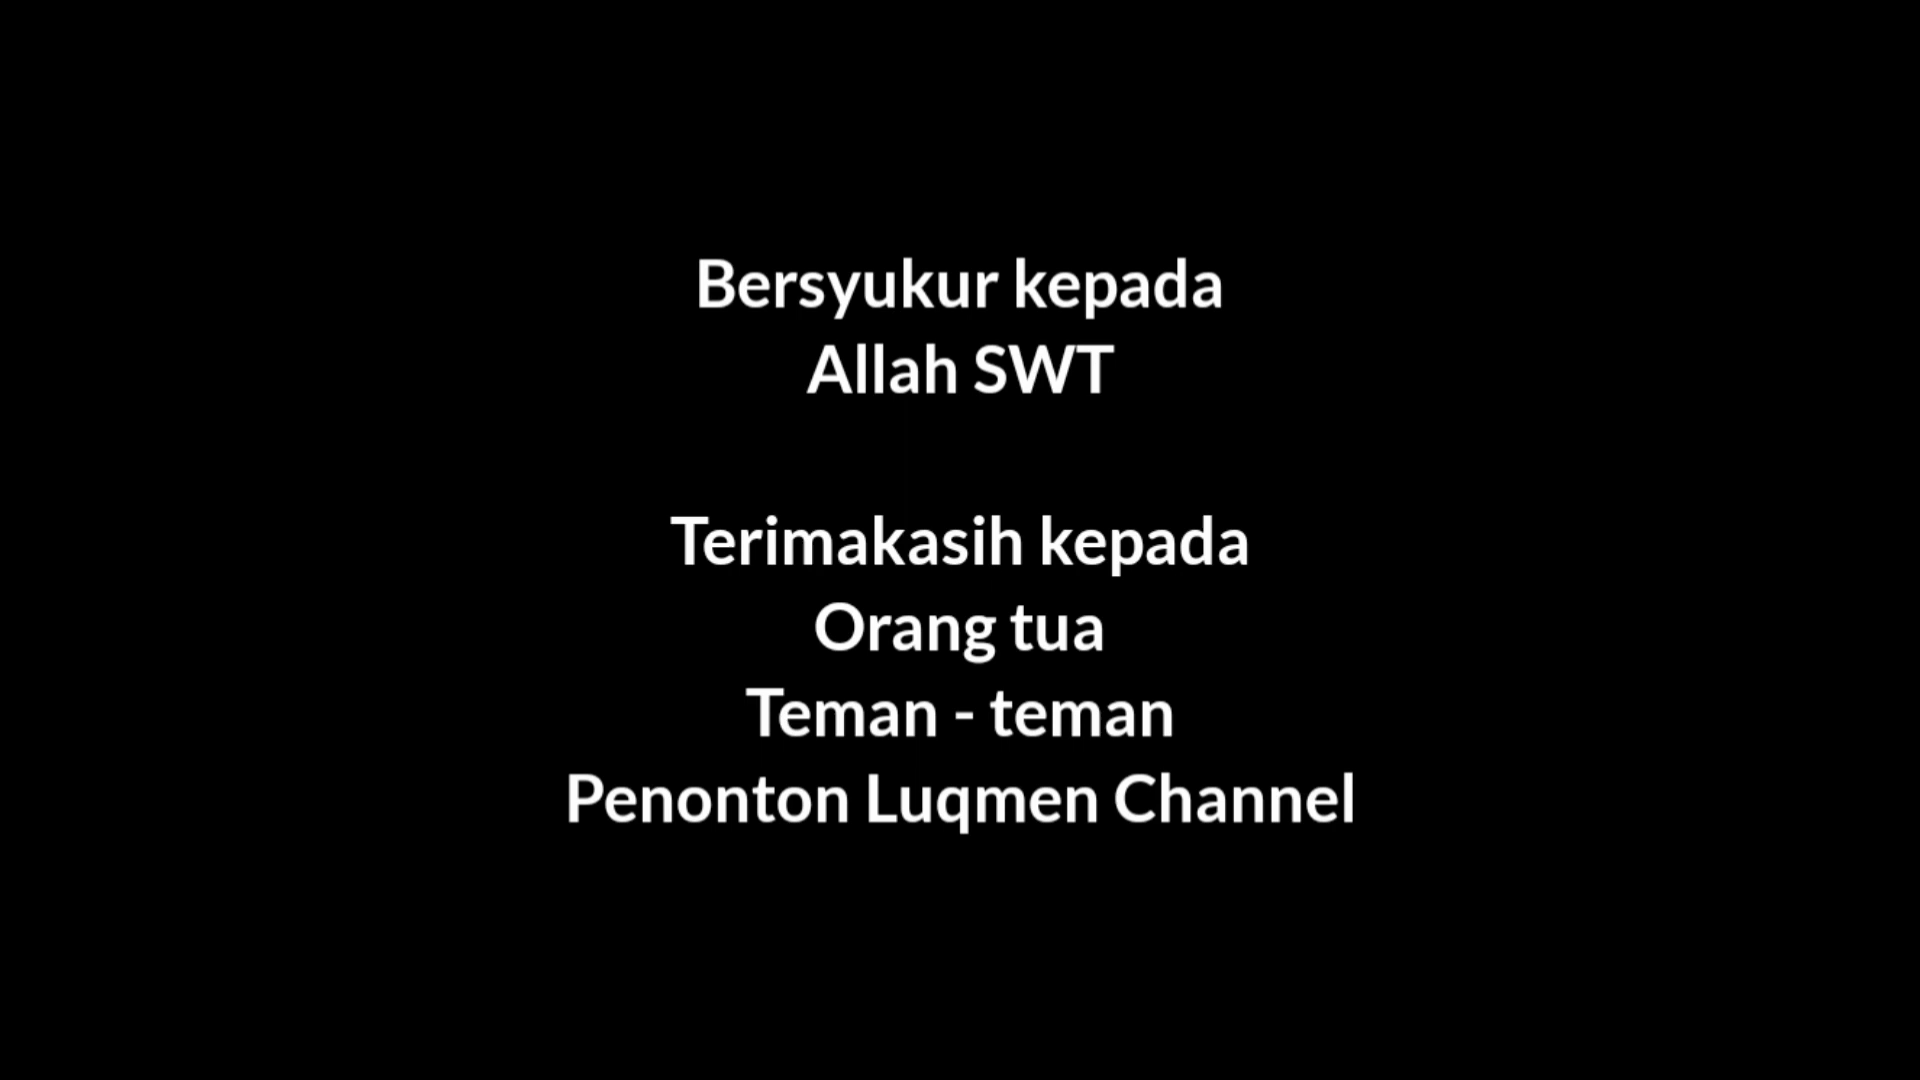 Bersyukur kepada
Allah SWT
Terimakasih kepada
Orang tua
Teman - teman
Penonton Luqmen Channel